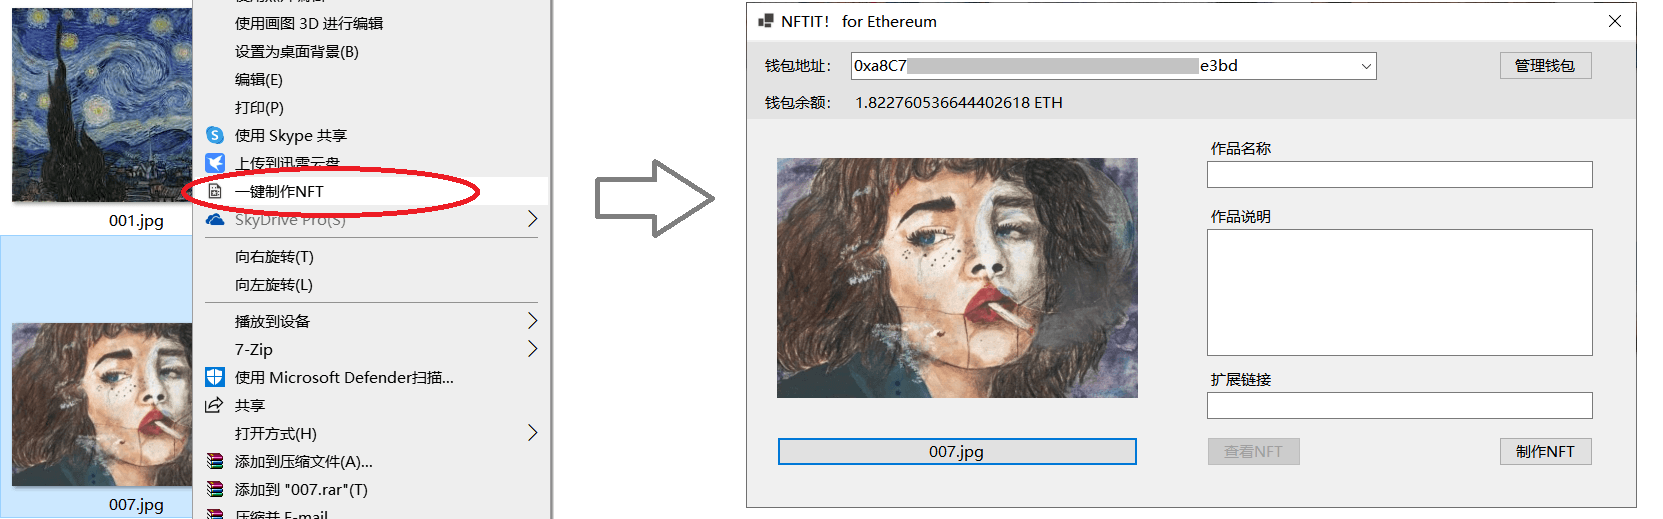 使用画图 3D 进行编辑
设置为桌面背景(B)
编辑(E)
打印(P)
使用 Skype 共享
上传到迅雷云盘
一键制作NFT
SkyDrive Pro(S)
001.jpg
向右旋转(T)
向左旋转(L)
播放到设备
7-Zip
使用 Microsoft Defender扫描...
共享
打开方式(H)
添加到压缩文件(A)...
添加到 "007.rar"(T)
压缩并 E-mail
007.jpg
NFTIT! for Ethereum
钱包地址: 0xa8C7 e3bd 管理钱包
钱包余额: 1.822760536644402618 ETH
作品名称
作品说明
扩展链接
007.jpg
查看NFT 制作NFT